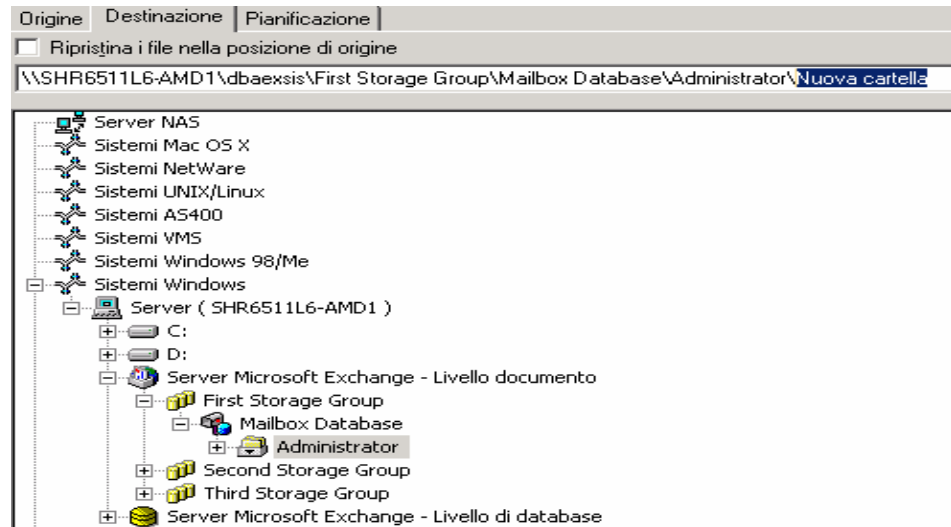 Origine Destinazione Pianificazione
Ripristina i file nella posizione di origine
\\SHR6511L6-AMD1\dbaexsis\First Storage Group\Mailbox Database\Administrator\Nuova cartella
Server NAS
Sistemi Mac OS X
Sistemi NetWare
Sistemi UNIX/Linux
Sistemi AS400
Sistemi VMS
Sistemi Windows 98/Me
Sistemi Windows
Server ( SHR6511L6-AMD1 )
C:
D:
Server Microsoft Exchange - Livello documento
First Storage Group
Mailbox Database
Administrator
Second Storage Group
Third Storage Group
Server Microsoft Exchange - Livello di database